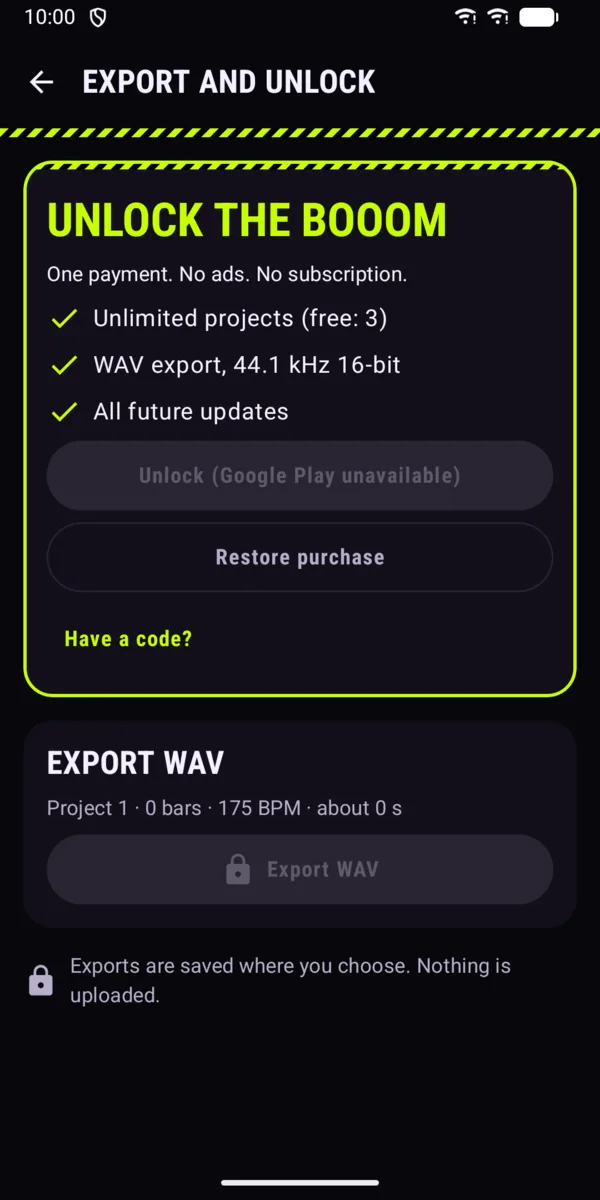 10:00
EXPORT AND UNLOCK
UNLOCK THE BOOOM
One payment. No ads. No subscription.
Unlimited projects (free: 3)
WAV export, 44.1 kHz 16-bit
All future updates
Unlock (Google Play unavailable)
Restore purchase
Have a code?
EXPORT WAV
Project 1 · 0 bars · 175 BPM · about 0 s
Export WAV
Exports are saved where you choose. Nothing is
uploaded.